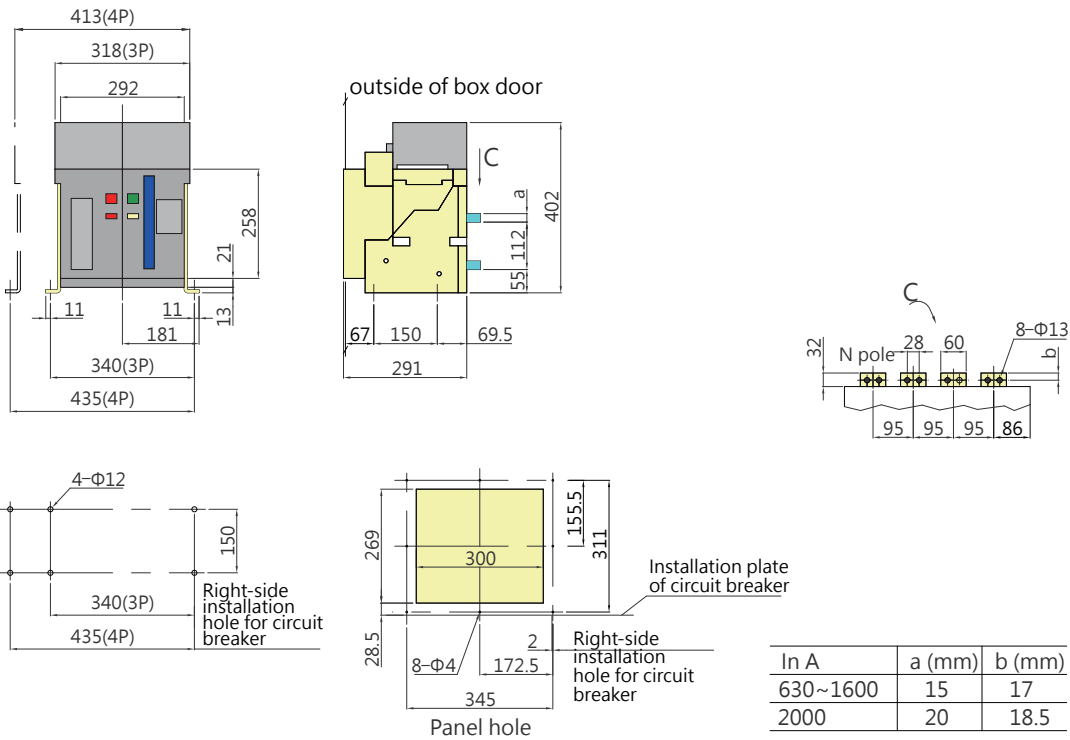 413(4P)
318(3P)
292
258
21
13
11
11
181
340(3P)
435(4P)
outside of box door
C
a
402
112
55
67
150
69.5
291
C
32
N pole
28
60
8-Φ13
b
95
95
95
86
4-Φ12
150
340(3P)
435(4P)
Right-side
installation
hole for circuit
breaker
269
300
155.5
311
28.5
8-Φ4
2
172.5
345
Installation plate
of circuit breaker
Right-side
installation
hole for circuit
breaker
Panel hole
In A a (mm) b (mm)
630~1600 15 17
2000 20 18.5